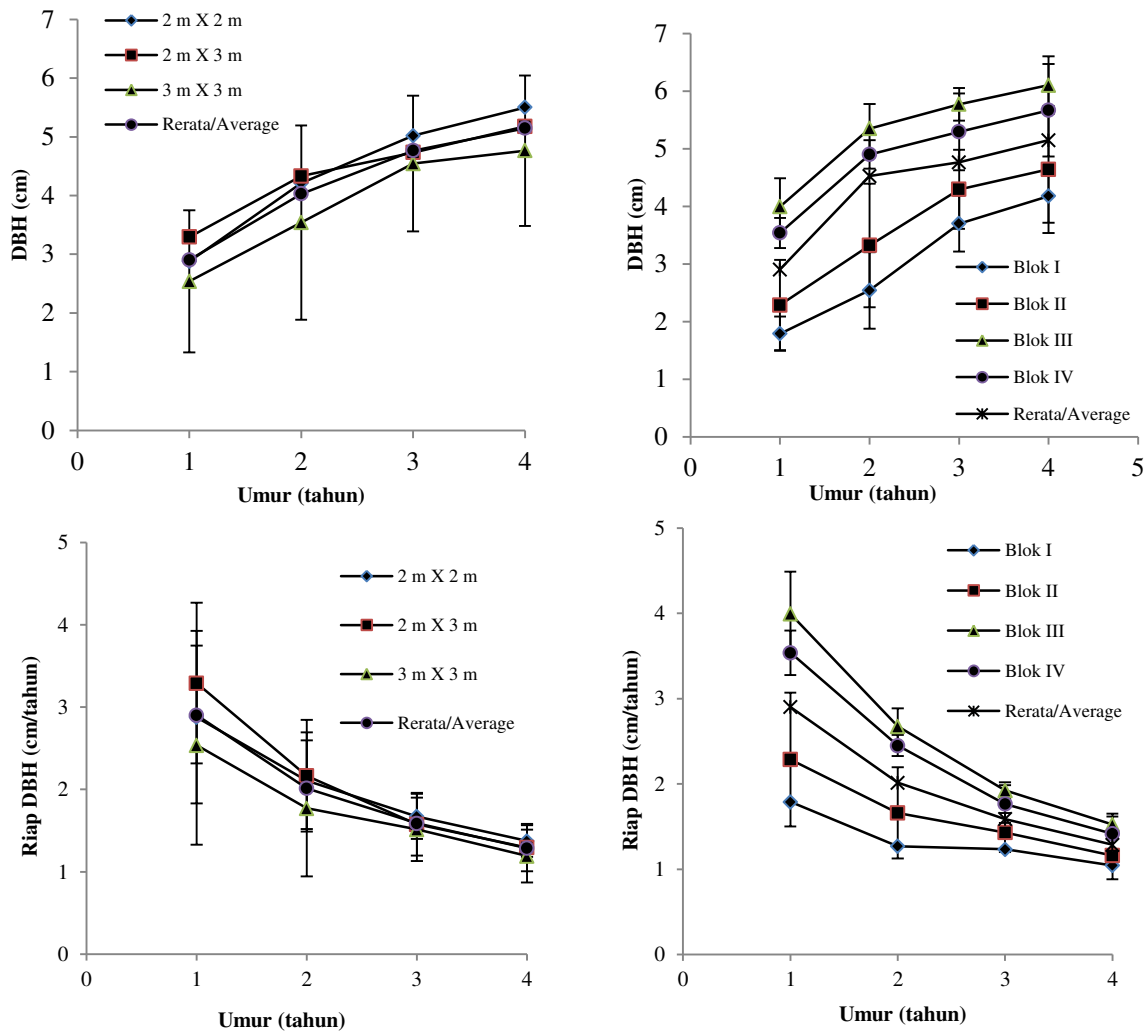 7
6
5
4
3
2
1
0
DBH (cm)
2 m X 2 m
2 m X 3 m
3 m X 3 m
Rerata/Average
0
1
2
3
4
Umur (tahun)
7
6
5
4
3
2
1
0
DBH (cm)
Blok I
Blok II
Blok III
Blok IV
Rerata/Average
0
1
2
3
4
5
Umur (tahun)
5
4
3
2
1
0
Riap DBH (cm/tahun)
2 m X 2 m
2 m X 3 m
3 m X 3 m
Rerata/Average
0
1
2
3
4
Umur (tahun)
5
4
3
2
1
0
Riap DBH (cm/tahun)
Blok I
Blok II
Blok III
Blok IV
Rerata/Average
0
1
2
3
4
Umur (tahun)